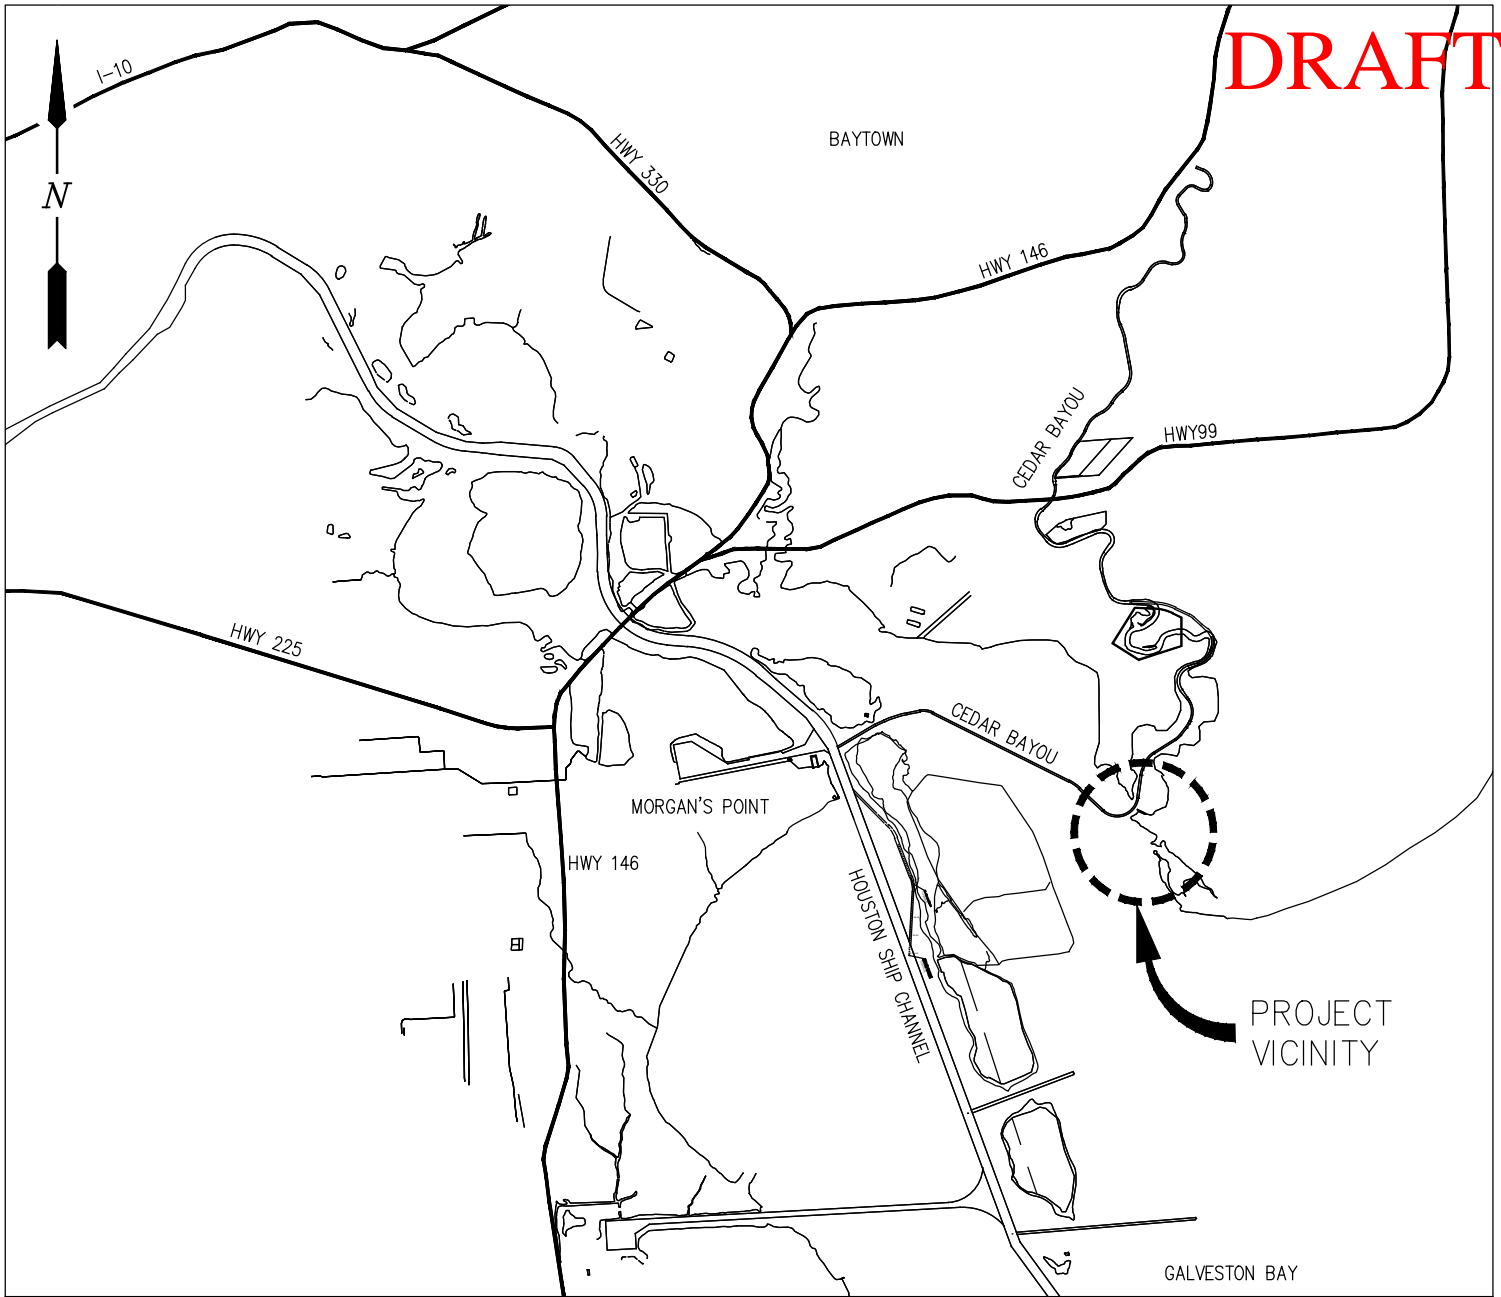 DRAFT
I-10
BAYTOWN
HWY 330
N
HWY 146
CEDAR BAYOU
HWY99
HWY 225
CEDAR BAYOU
MORGAN'S POINT
HWY 146
HOUSTON SHIP CHANNEL
PROJECT
VICINITY
GALVESTON BAY